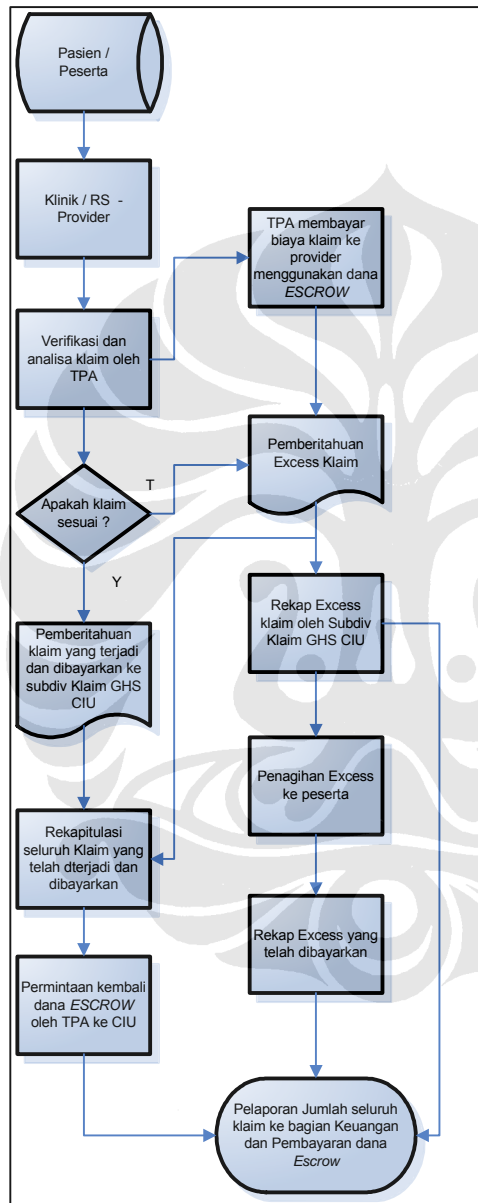 Pasien /
Peserta
Klinik / RS -
Provider
TPA membayar
biaya klaim ke
provider
menggunakan dana
ESCROW
Verifikasi dan
analisa klaim oleh
TPA
Pemberitahuan
Excess Klaim
T
Apakah klaim
sesuai ?
Y
Rekap Excess
klaim oleh Subdiv
Klaim GHS CIU
Pemberitahuan
klaim yang terjadi
dan dibayarkan ke
subdiv Klaim GHS
CIU
Penagihan Excess
ke peserta
Rekapitulasi
seluruh Klaim yang
telah dterjadi dan
dibayarkan
Rekap Excess yang
telah dibayarkan
Permintaan kembali
dana ESCROW
oleh TPA ke CIU
Pelaporan Jumlah seluruh
klaim ke bagian Keuangan
dan Pembayaran dana
Escrow